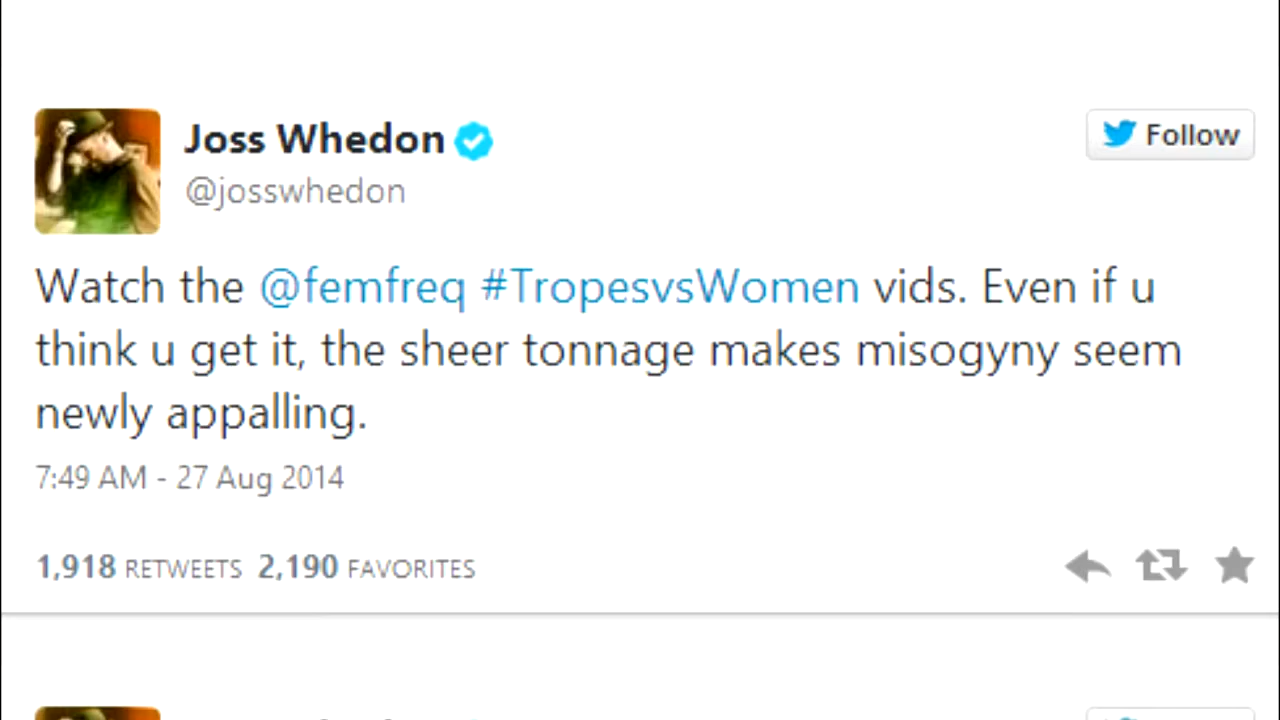 Joss Whedon
Follow
@josswhedon
Watch the @femfreq #TropesvsWomen vids. Even if u
think u get it, the sheer tonnage makes misogyny seem
newly appalling.
7:49 AM - 27 Aug 2014
1,918 RETWEETS 2,190 FAVORITES